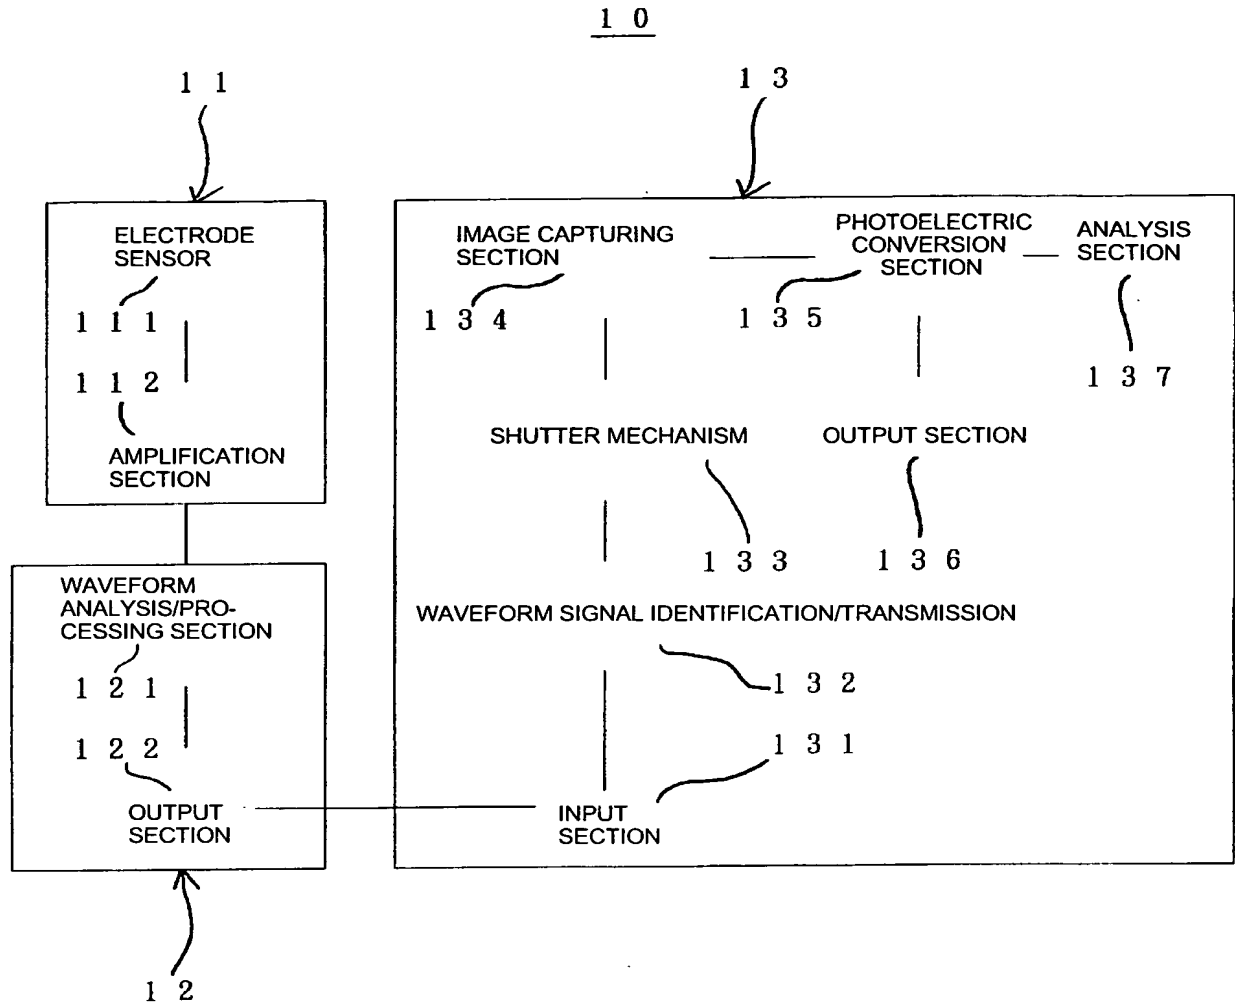 1 0
1 1
1 3
ELECTRODE
SENSOR
1 1 1
1 1 2
AMPLIFICATION
SECTION
WAVEFORM
ANALYSIS/PRO-
CESSING SECTION
1 2 1
1 2 2
OUTPUT
SECTION
1 2
IMAGE CAPTURING
SECTION
1 3 4
PHOTOELECTRIC
CONVERSION
SECTION
1 3 5
ANALYSIS
SECTION
1 3 7
SHUTTER MECHANISM
1 3 3
OUTPUT SECTION
1 3 6
WAVEFORM SIGNAL IDENTIFICATION/TRANSMISSION
1 3 2
1 3 1
INPUT
SECTION